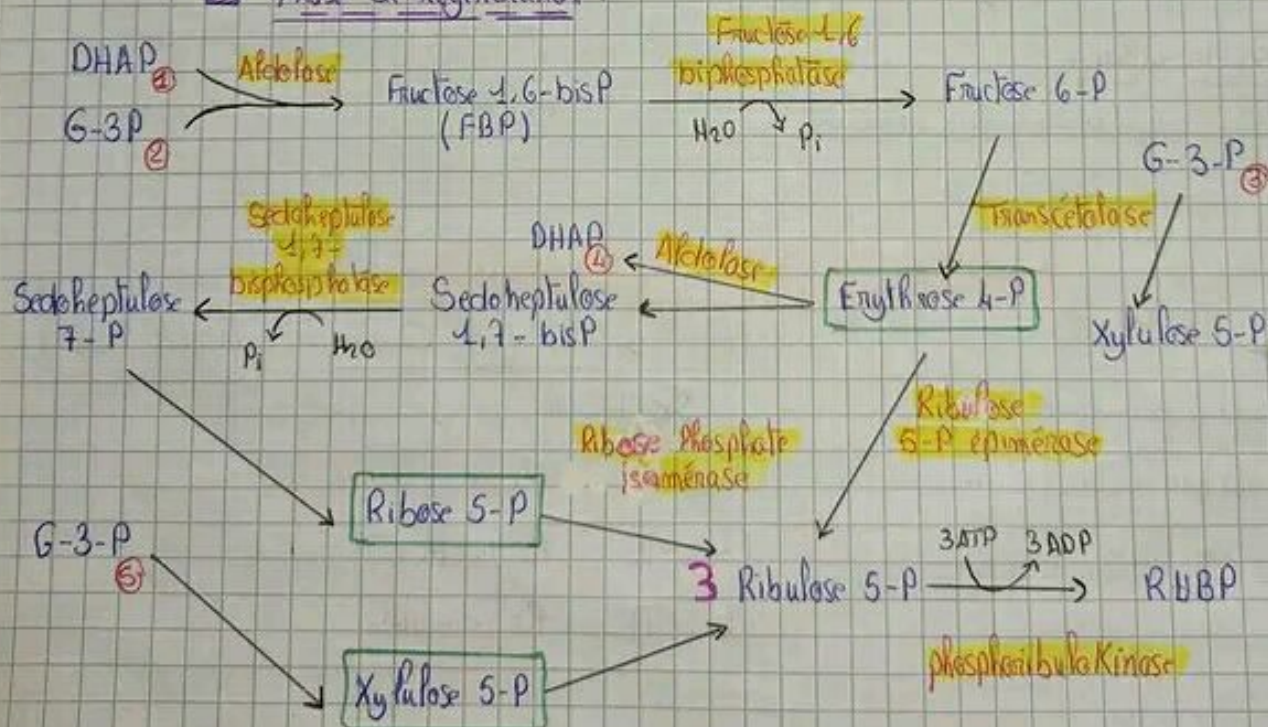 Phase de Régénération:
DHAP 1
Aldolase
G-3P 2
Fructose 1,6-bisP
(FBP)
Fructose 1,6
biphosphatase
H2O
Pi
Fructose 6-P
G-3-P 3
Transcétolase
Sedoheptulose
1,7-
bisphosphatase
DHAP 4
Aldolase
Sedoheptulose
7-P
Pi
H2O
Sedoheptulose
1,7-bisP
Erythrose 4-P
Xylulose 5-P
Ribulose
5-P épimérase
Ribose Phosphate
isomérase
Ribose 5-P
G-3-P
5
3ATP 3ADP
3 Ribulose 5-P
RUBP
Xylulose 5-P
phosphoribuloKinase